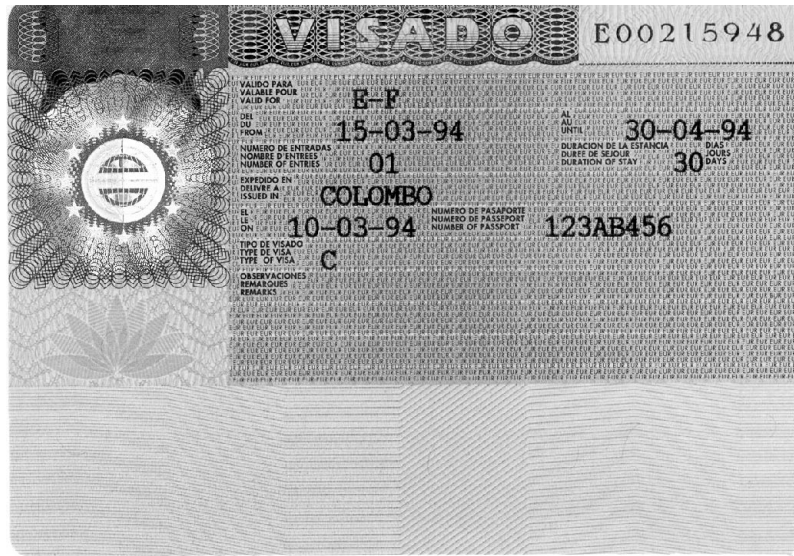 VISADO E00215948
VALIDO PARA
VALABLE POUR
VALID FOR E-F
DEL
DU
FROM 15-03-94
AL
AU
UNTIL 30-04-94
NUMERO DE ENTRADAS
NOMBRE D'ENTREES
NUMBER OF ENTRIES 01
DURACION DE LA ESTANCIA
DUREE DE SEJOUR
DURATION OF STAY 30
DIAS
JOURS
DAYS
EXPEDIDO EN
DELIVRE A
ISSUED IN COLOMBO
EL
LE
ON 10-03-94
NUMERO DE PASAPORTE
NUMERO DE PASSEPORT
NUMBER OF PASSPORT 123AB456
TIPO DE VISADO
TYPE DE VISA
TYPE OF VISA C
OBSERVACIONES
REMARQUES
REMARKS